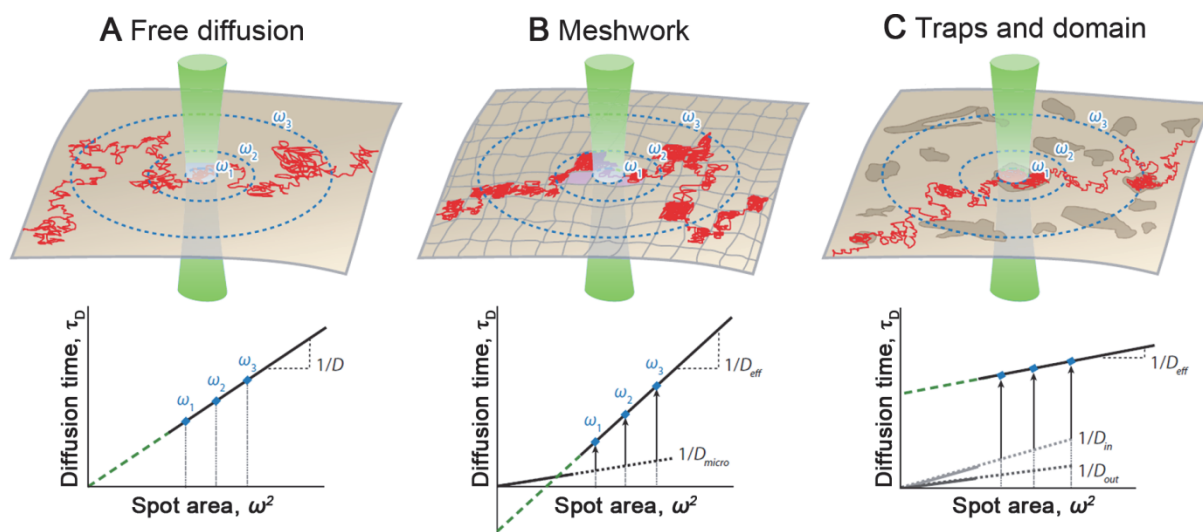 A Free diffusion
ω3
ω2
ω1
Diffusion time, τD
ω1
ω2
ω3
1/D
Spot area, ω²
B Meshwork
ω3
ω2
ω1
Diffusion time, τD
ω1
ω2
ω3
1/Deff
1/Dmicro
Spot area, ω²
C Traps and domain
ω3
ω2
ω1
Diffusion time, τD
1/Deff
1/Din
1/Dout
Spot area, ω²